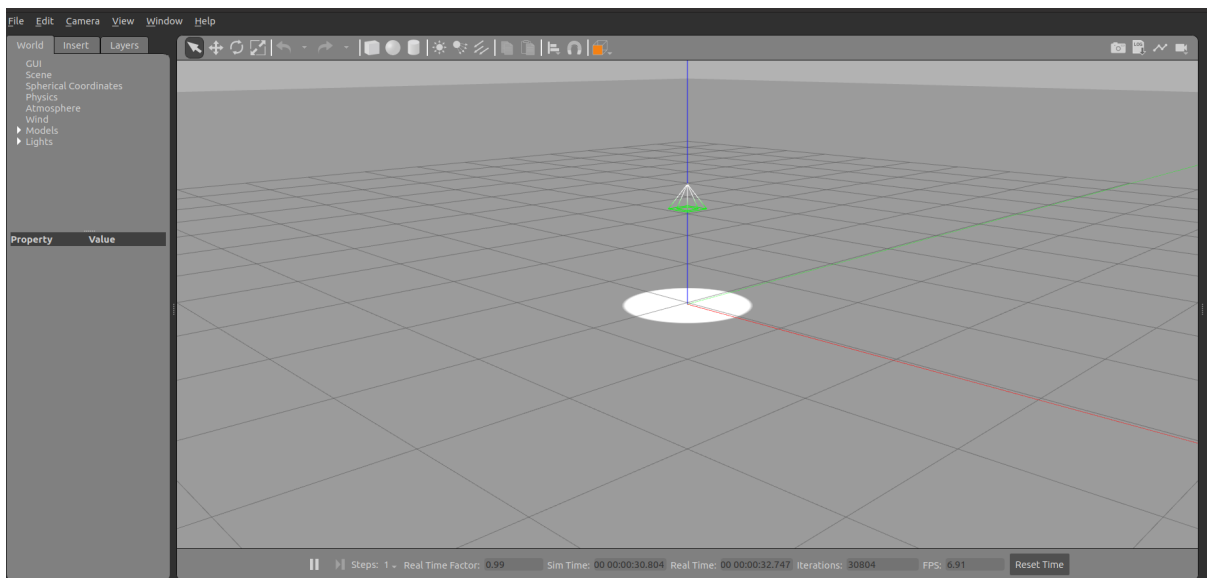 File Edit Camera View Window Help
World Insert Layers
GUI
Scene
Spherical Coordinates
Physics
Atmosphere
Wind
Models
Lights
Property Value
LOG
Steps: 1 Real Time Factor: 0.99 Sim Time: 00 00:00:30.804 Real Time: 00 00:00:32.747 Iterations: 30804 FPS: 6.91 Reset Time